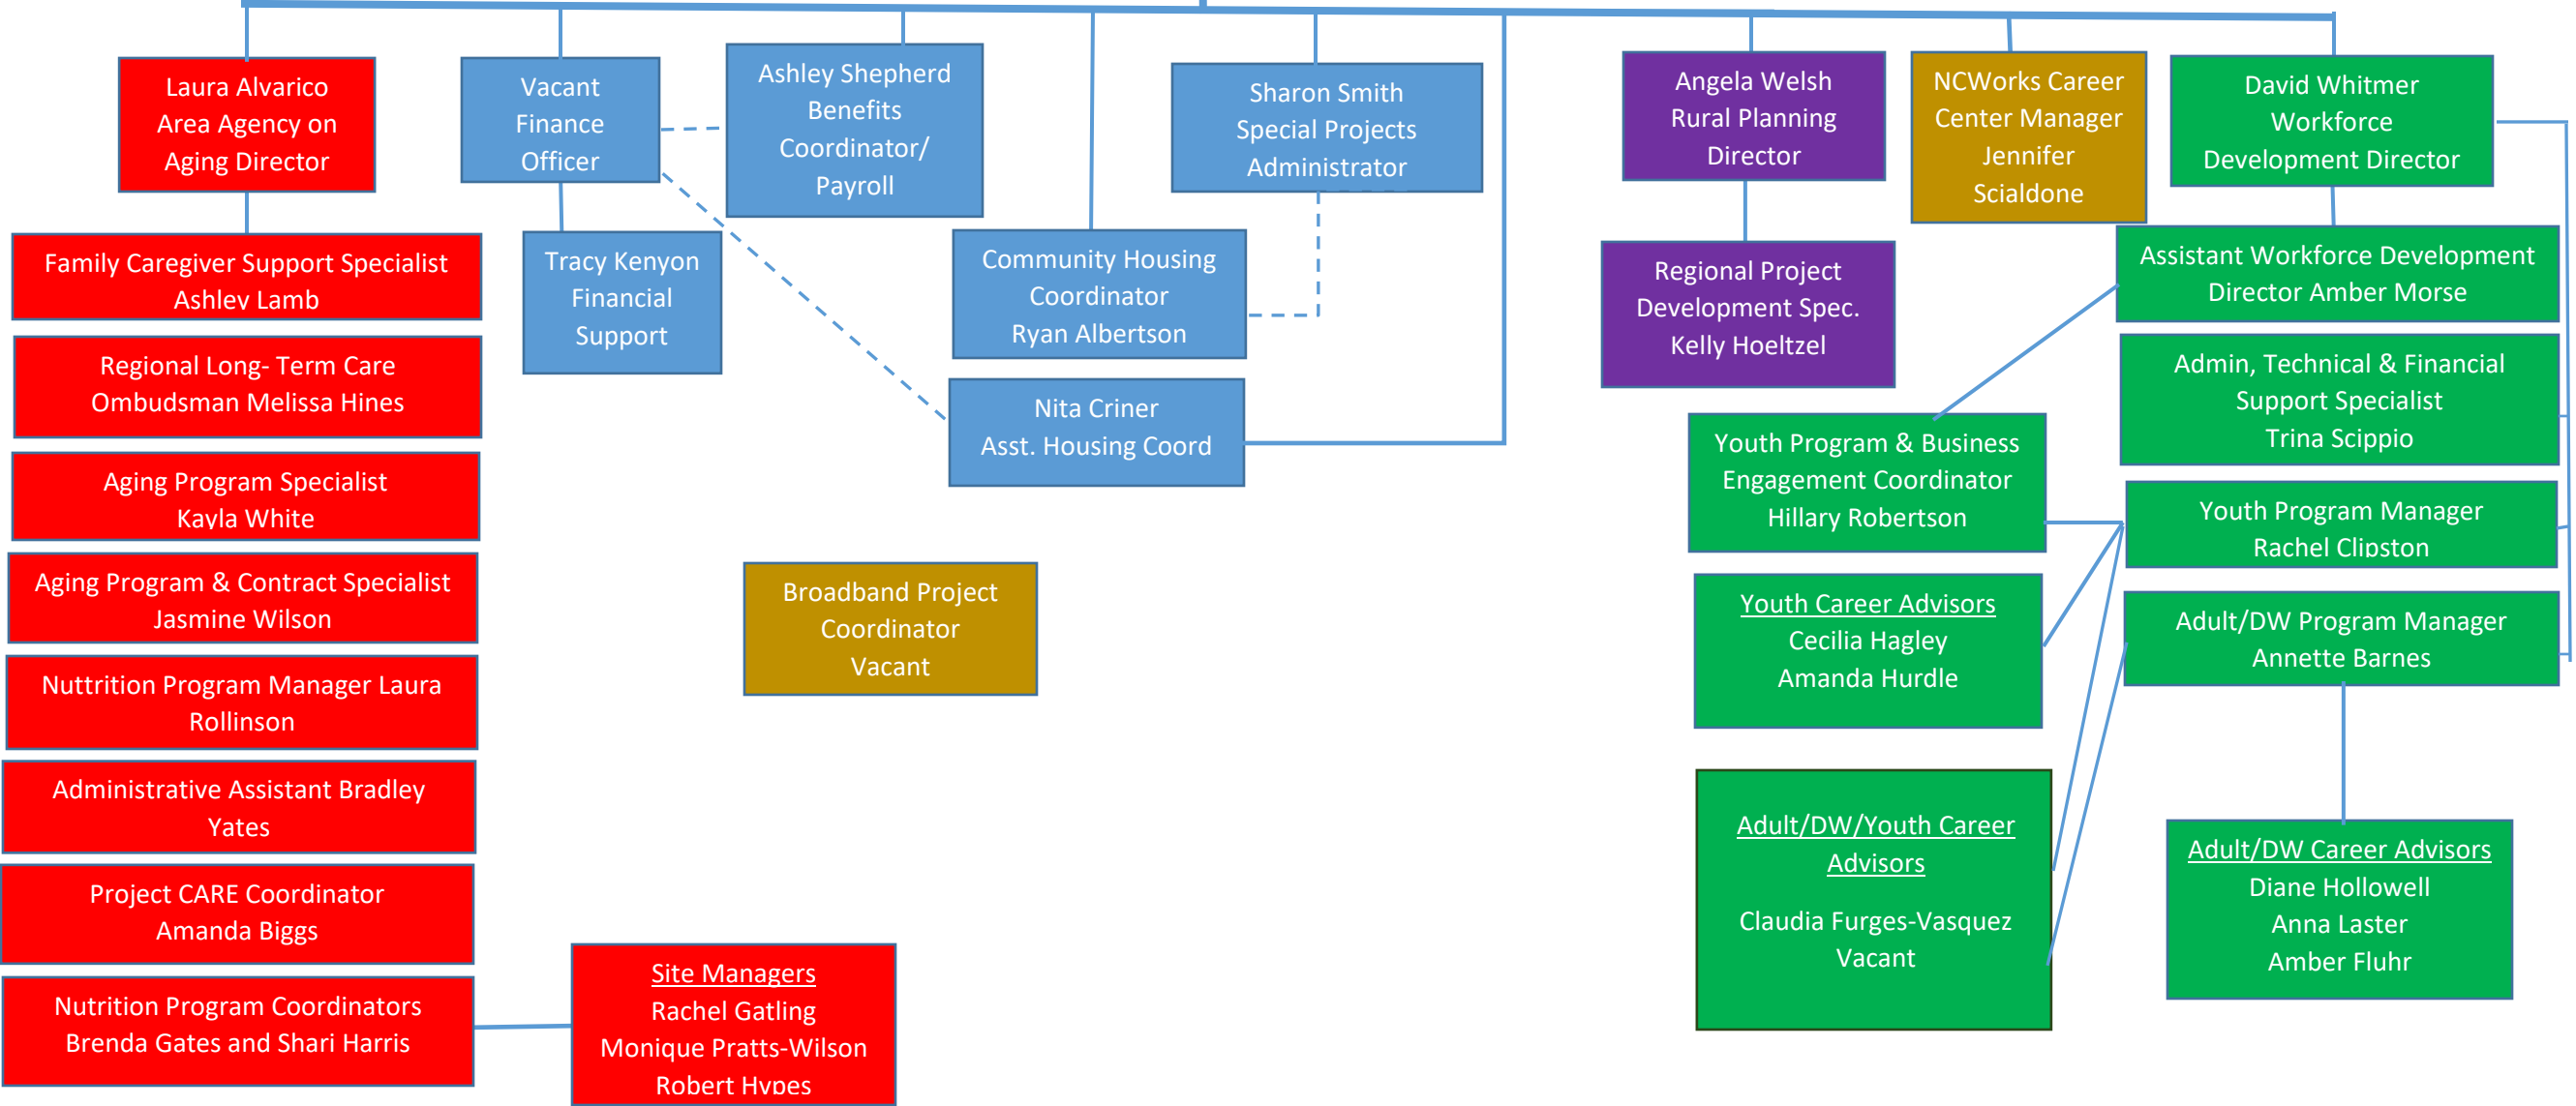 Laura Alvarico
Area Agency on
Aging Director
Vacant
Finance
Officer
Ashley Shepherd
Benefits
Coordinator/
Payroll
Sharon Smith
Special Projects
Administrator
Angela Welsh
Rural Planning
Director
NCWorks Career
Center Manager
Jennifer
Scialdone
David Whitmer
Workforce
Development Director
Family Caregiver Support Specialist
Ashley Lamb
Regional Long- Term Care
Ombudsman Melissa Hines
Aging Program Specialist
Kayla White
Aging Program & Contract Specialist
Jasmine Wilson
Nuttrition Program Manager Laura
Rollinson
Administrative Assistant Bradley
Yates
Project CARE Coordinator
Amanda Biggs
Nutrition Program Coordinators
Brenda Gates and Shari Harris
Site Managers
Rachel Gatling
Monique Pratts-Wilson
Robert Hypes
Tracy Kenyon
Financial
Support
Community Housing
Coordinator
Ryan Albertson
Nita Criner
Asst. Housing Coord
Broadband Project
Coordinator
Vacant
Regional Project
Development Spec.
Kelly Hoeltzel
Assistant Workforce Development
Director Amber Morse
Admin, Technical & Financial
Support Specialist
Trina Scippio
Youth Program & Business
Engagement Coordinator
Hillary Robertson
Youth Program Manager
Rachel Clipston
Youth Career Advisors
Cecilia Hagley
Amanda Hurdle
Adult/DW Program Manager
Annette Barnes
Adult/DW/Youth Career
Advisors
Claudia Furges-Vasquez
Vacant
Adult/DW Career Advisors
Diane Hollowell
Anna Laster
Amber Fluhr